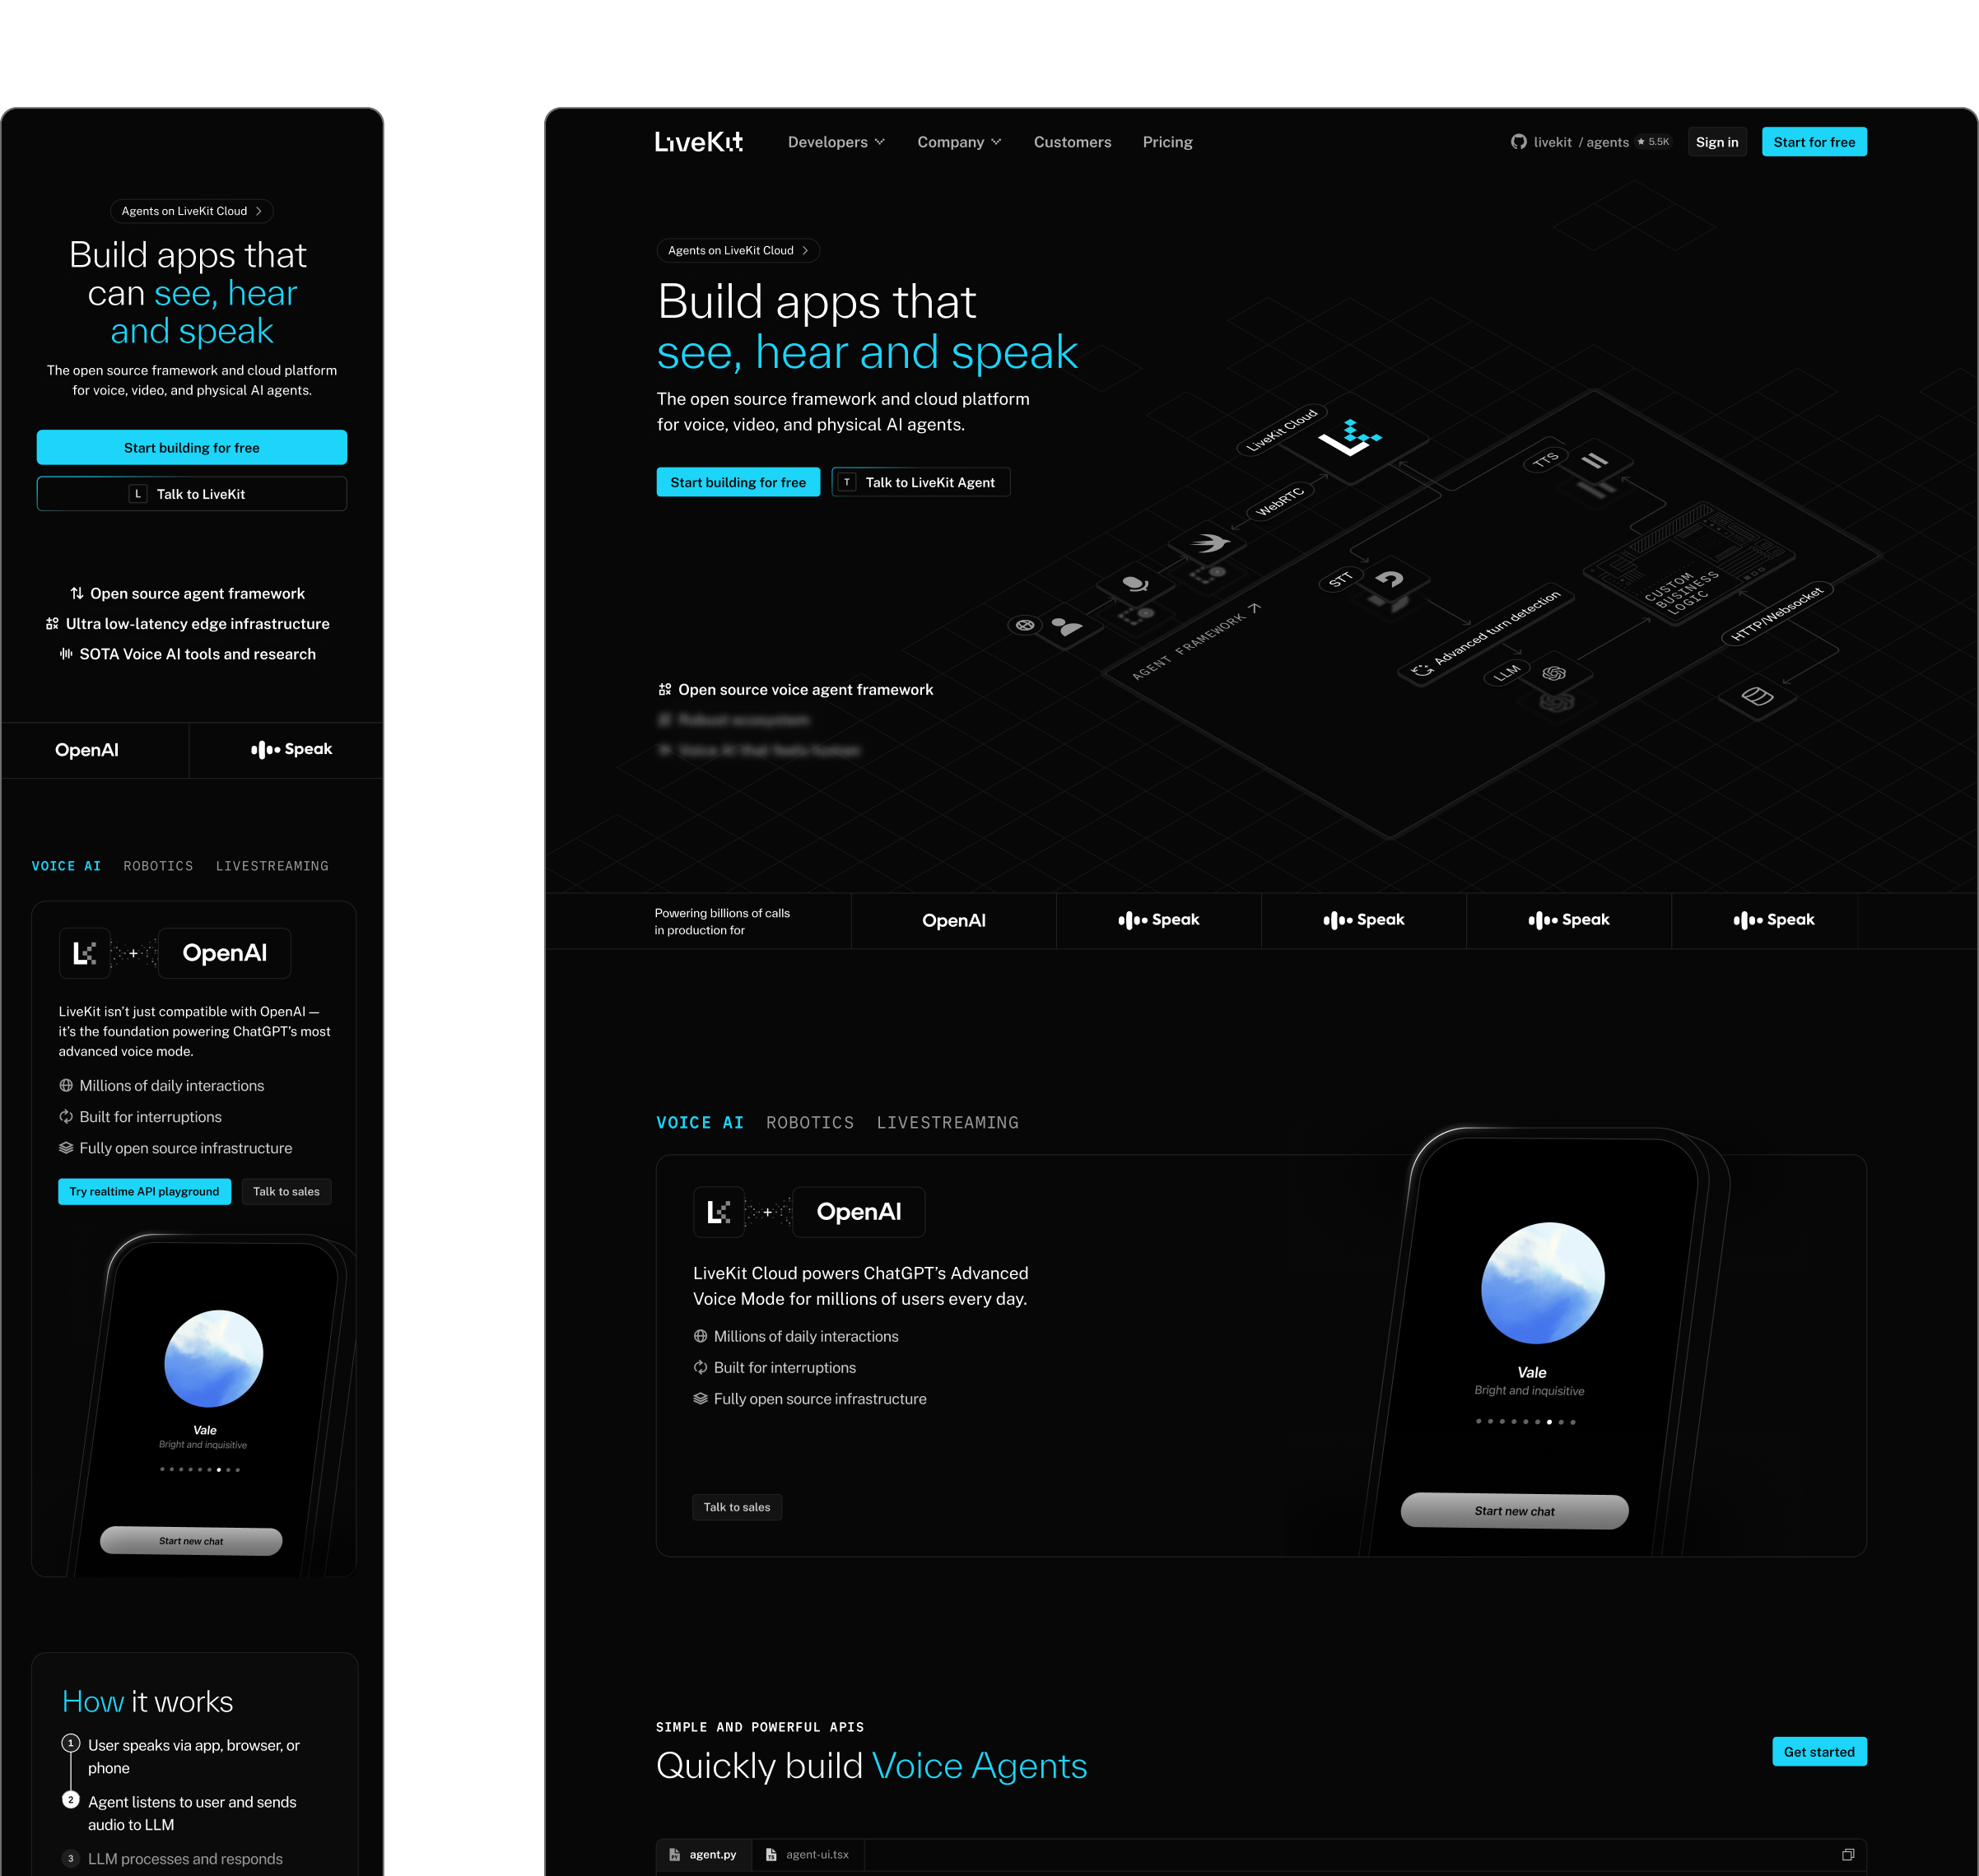 Agents on LiveKit Cloud
Build apps that
can see, hear
and speak
The open source framework and cloud platform
for voice, video, and physical AI agents.
Start building for free
L Talk to LiveKit
Open source agent framework
Ultra low-latency edge infrastructure
SOTA Voice AI tools and research
OpenAI Speak
VOICE AI ROBOTICS LIVESTREAMING
+ OpenAI
LiveKit isn’t just compatible with OpenAI —
it’s the foundation powering ChatGPT’s most
advanced voice mode.
Millions of daily interactions
Built for interruptions
Fully open source infrastructure
Try realtime API playground Talk to sales
Vale
Bright and inquisitive
Start new chat
How it works
1 User speaks via app, browser, or
phone
2 Agent listens to user and sends
audio to LLM
3 LLM processes and responds
LiveKit Developers Company Customers Pricing livekit / agents ★ 5.5K Sign in Start for free
Agents on LiveKit Cloud
Build apps that
see, hear and speak
The open source framework and cloud platform
for voice, video, and physical AI agents.
Start building for free T Talk to LiveKit Agent
LiveKit Cloud
TTS
WebRTC
STT
CUSTOM
BUSINESS
LOGIC
AGENT FRAMEWORK
Advanced turn detection
HTTP/Websocket
LLM
Open source voice agent framework
Robust ecosystem
Voice AI that feels human
Powering billions of calls
in production for
OpenAI Speak Speak Speak Speak
VOICE AI ROBOTICS LIVESTREAMING
+ OpenAI
LiveKit Cloud powers ChatGPT’s Advanced
Voice Mode for millions of users every day.
Millions of daily interactions
Built for interruptions
Fully open source infrastructure
Talk to sales
Vale
Bright and inquisitive
Start new chat
SIMPLE AND POWERFUL APIS
Quickly build Voice Agents
Get started
agent.py agent-ui.tsx